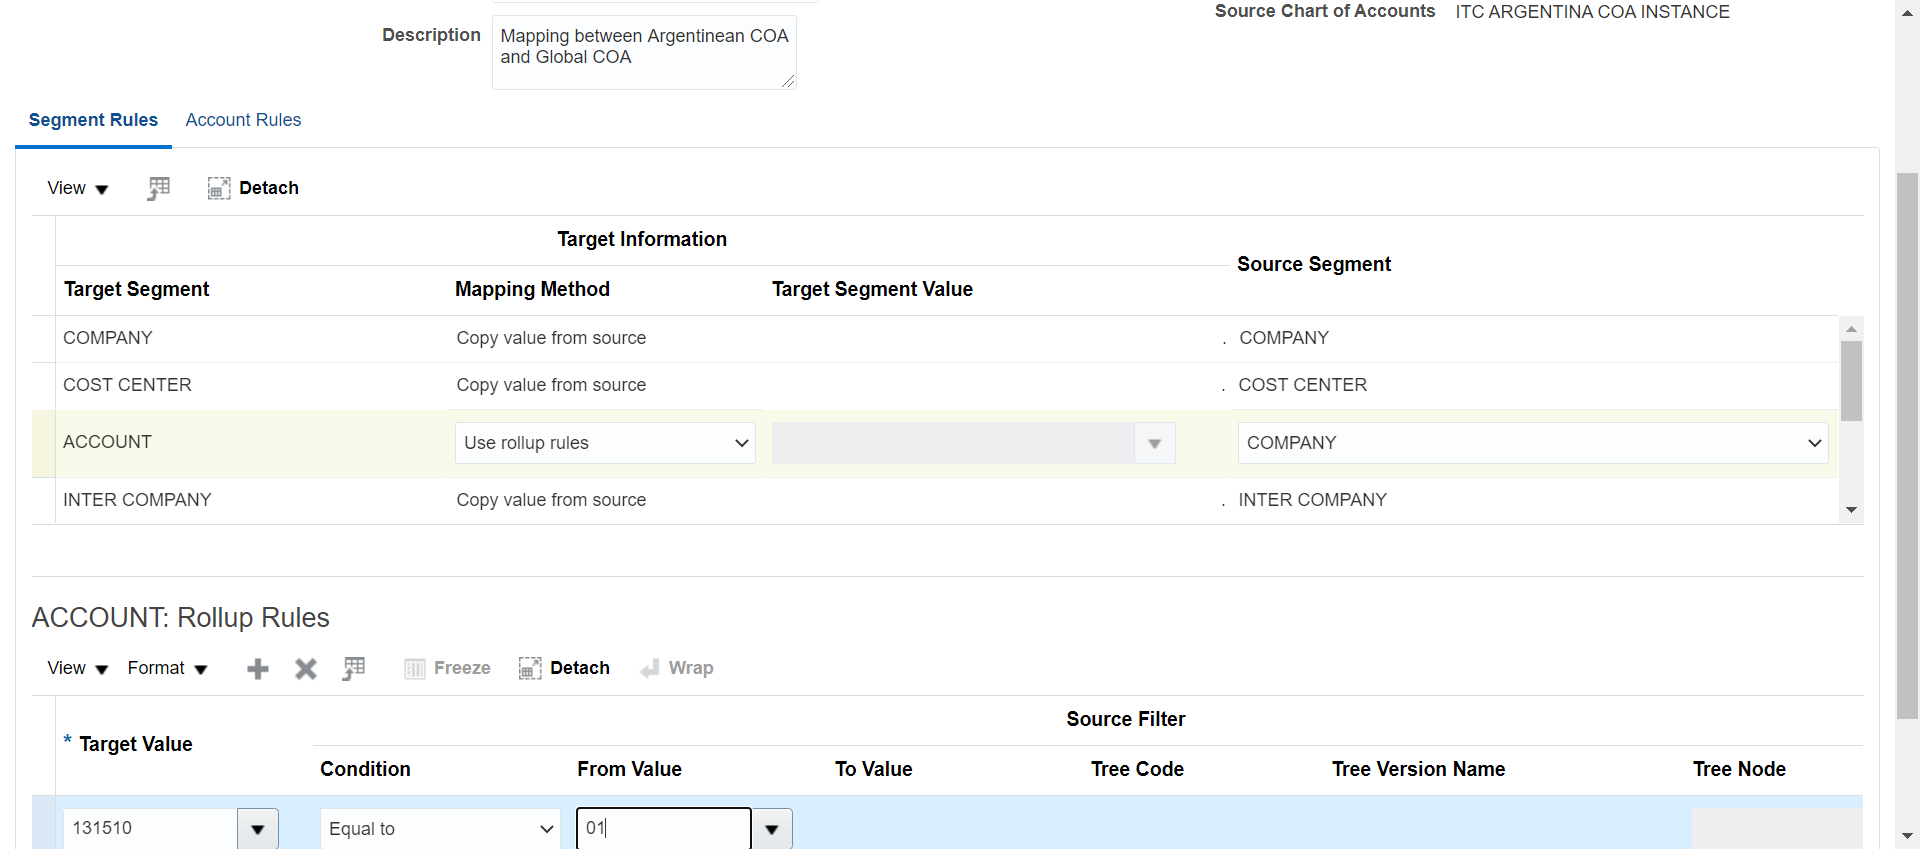 Source Chart of Accounts ITC ARGENTINA COA INSTANCE
Description Mapping between Argentinean COA
and Global COA
Segment Rules Account Rules
View Detach
Target Information
Source Segment
Target Segment Mapping Method Target Segment Value
COMPANY Copy value from source . COMPANY
COST CENTER Copy value from source . COST CENTER
ACCOUNT Use rollup rules COMPANY
INTER COMPANY Copy value from source . INTER COMPANY
ACCOUNT: Rollup Rules
View Format Freeze Detach Wrap
Source Filter
* Target Value
Condition From Value To Value Tree Code Tree Version Name Tree Node
131510 Equal to 01